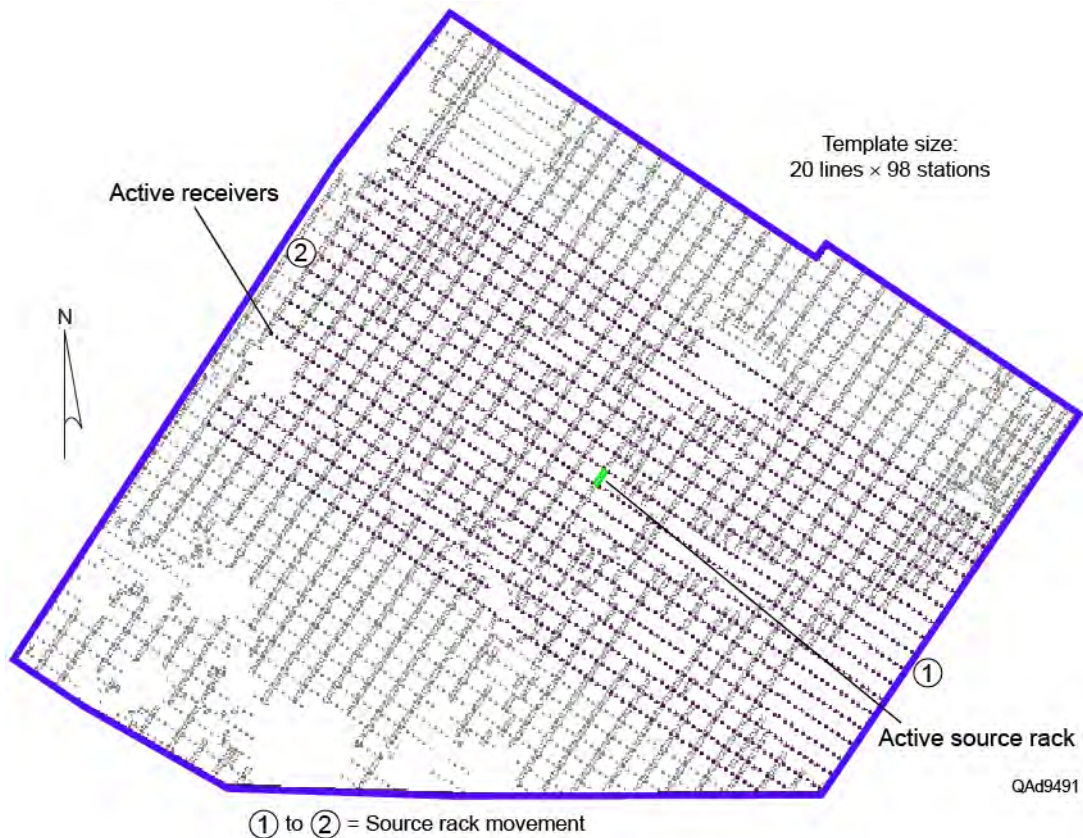 Template size:
20 lines × 98 stations
Active receivers
②
N
①
Active source rack
QAd9491
① to ② = Source rack movement